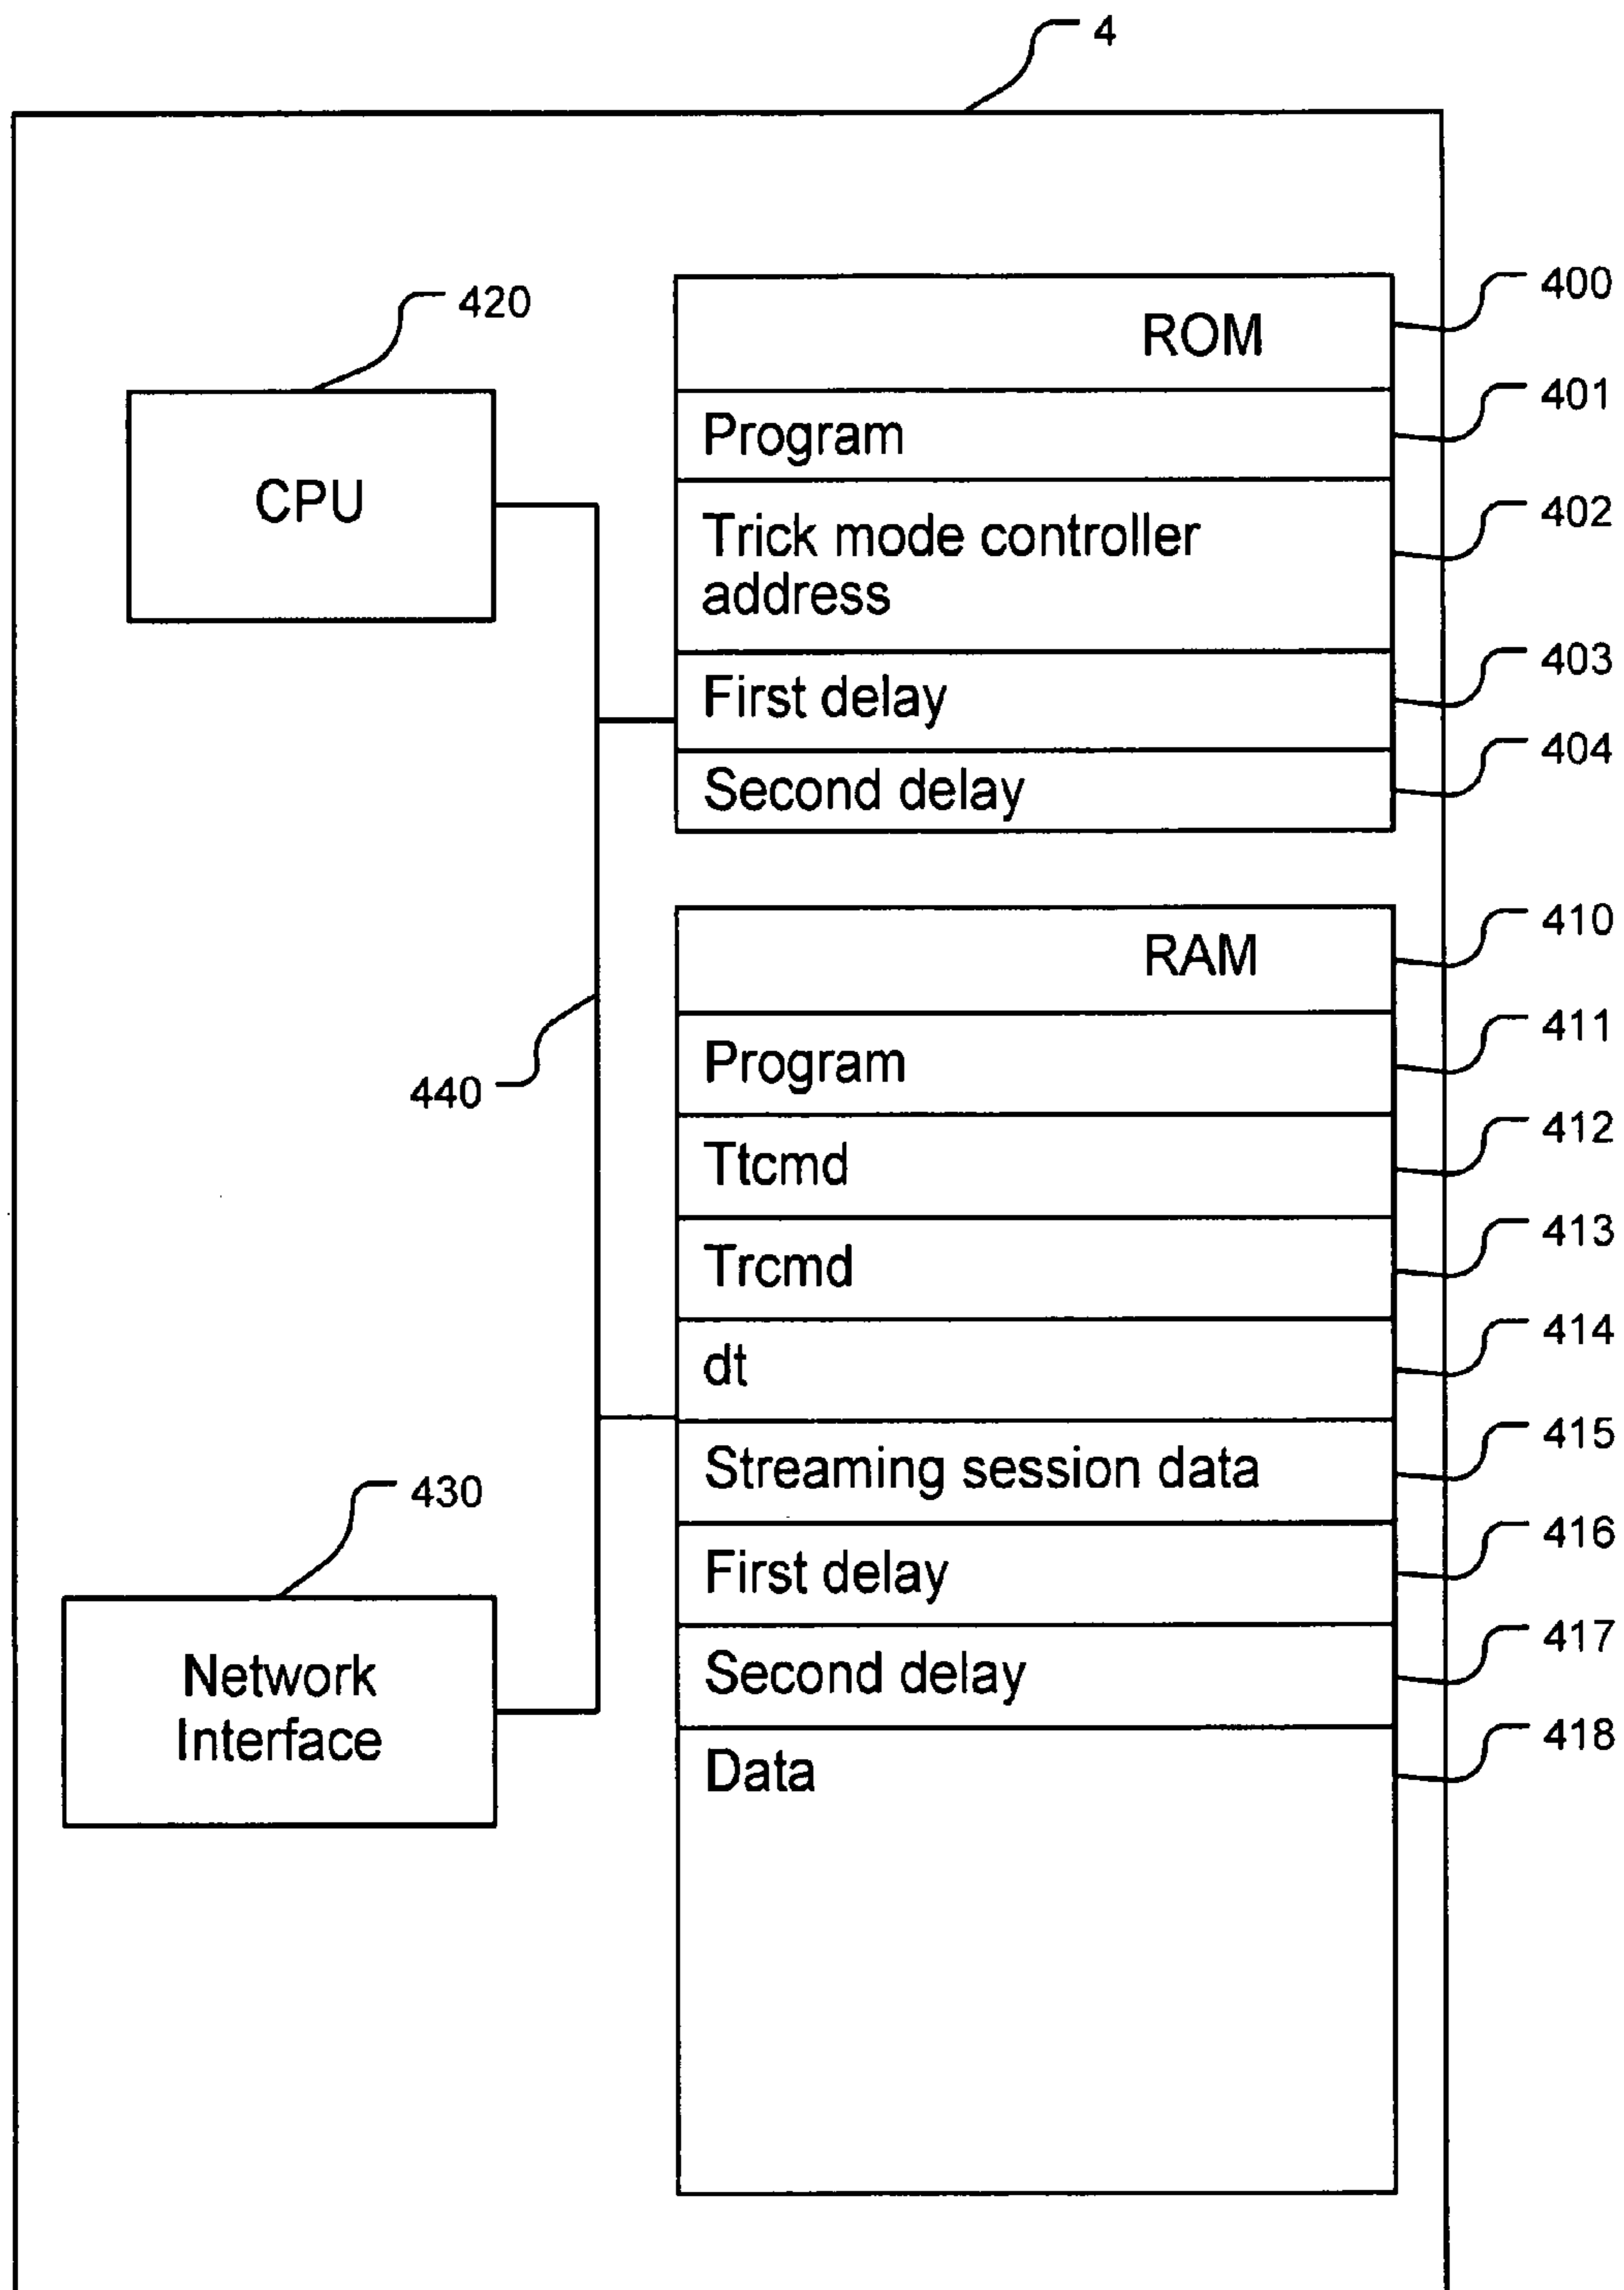 4
420
CPU
ROM
400
Program
401
Trick mode controller
address
402
First delay
403
Second delay
404
RAM
410
Program
411
440
Ttcmd
412
Trcmd
413
dt
414
Streaming session data
415
430
Network
Interface
First delay
416
Second delay
417
Data
418